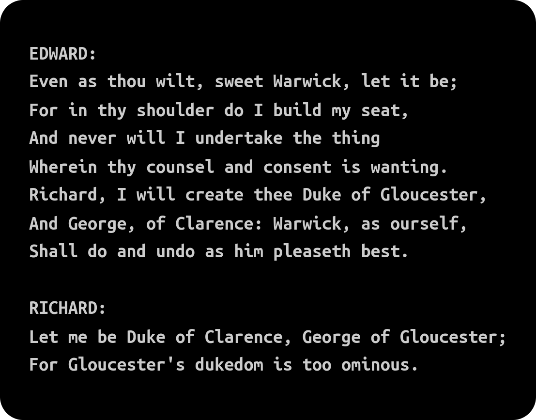 EDWARD:
Even as thou wilt, sweet Warwick, let it be;
For in thy shoulder do I build my seat,
And never will I undertake the thing
Wherein thy counsel and consent is wanting.
Richard, I will create thee Duke of Gloucester,
And George, of Clarence: Warwick, as ourself,
Shall do and undo as him pleaseth best.

RICHARD:
Let me be Duke of Clarence, George of Gloucester;
For Gloucester's dukedom is too ominous.